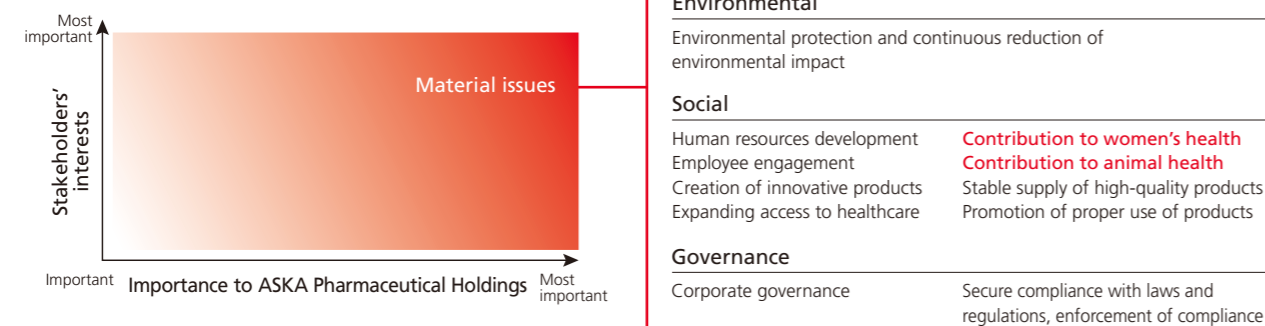 Most
important
Stakeholders'
interests
Material issues
Important
Importance to ASKA Pharmaceutical Holdings
Most
important
Environmental
Environmental protection and continuous reduction of
environmental impact
Social
Human resources development
Employee engagement
Creation of innovative products
Expanding access to healthcare
Contribution to women's health
Contribution to animal health
Stable supply of high-quality products
Promotion of proper use of products
Governance
Corporate governance
Secure compliance with laws and
regulations, enforcement of compliance